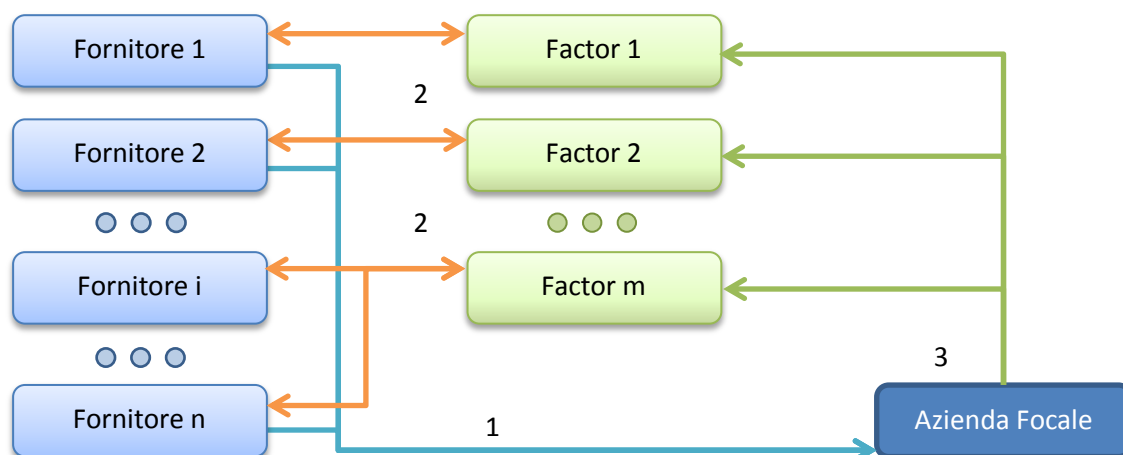 Fornitore 1
Factor 1
2
Fornitore 2
Factor 2
2
Fornitore i
Factor m
3
Fornitore n
1
Azienda Focale